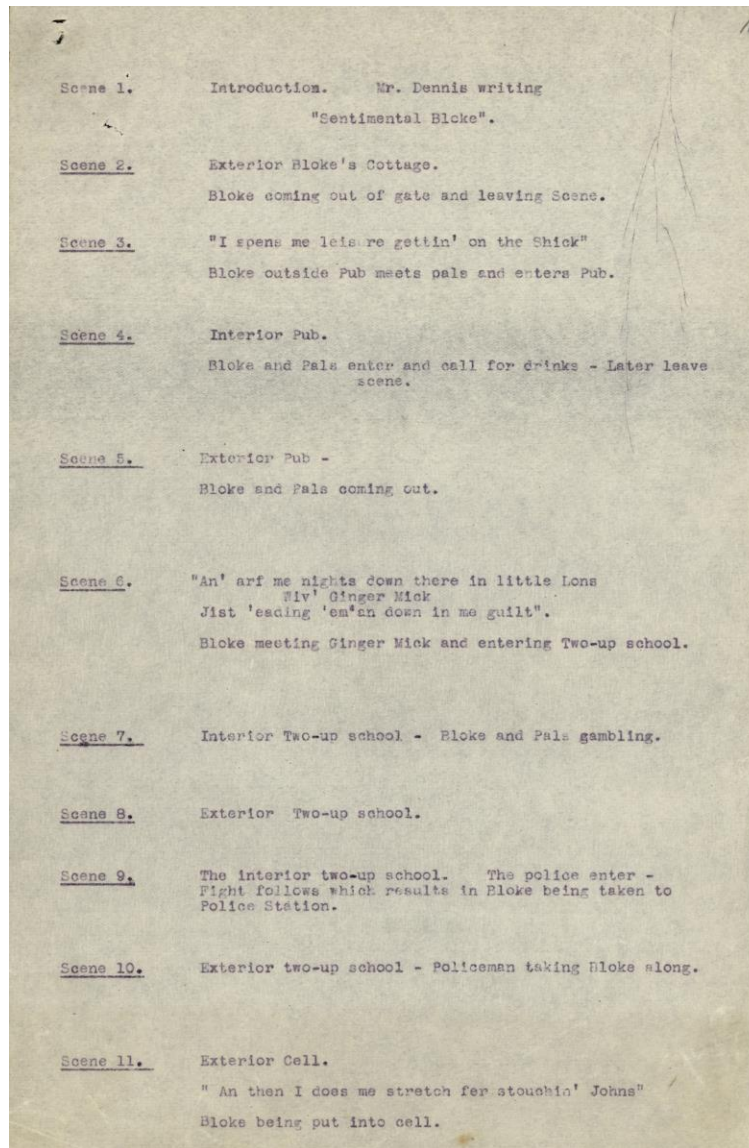 Scene 1. Introduction. Mr. Dennis writing
"Sentimental Bloke".
Scene 2. Exterior Bloke's Cottage.
Bloke coming out of gate and leaving Scene.
Scene 3. "I spens me leisure gettin' on the Shick"
Bloke outside Pub meets pals and enters Pub.
Scene 4. Interior Pub.
Bloke and Pals enter and call for drinks - Later leave
scene.
Scene 5. Exterior Pub -
Bloke and Pals coming out.
Scene 6. "An' arf me nights down there in little Lons
Wiv' Ginger Mick
Jist 'eading 'em'an down in me guilt".
Bloke meeting Ginger Mick and entering Two-up school.
Scene 7. Interior Two-up school - Bloke and Pals gambling.
Scene 8. Exterior Two-up school.
Scene 9. The interior two-up school. The police enter -
Fight follows which results in Bloke being taken to
Police Station.
Scene 10. Exterior two-up school - Policeman taking Bloke along.
Scene 11. Exterior Cell.
" An then I does me stretch fer stouchin' Johns"
Bloke being put into cell.